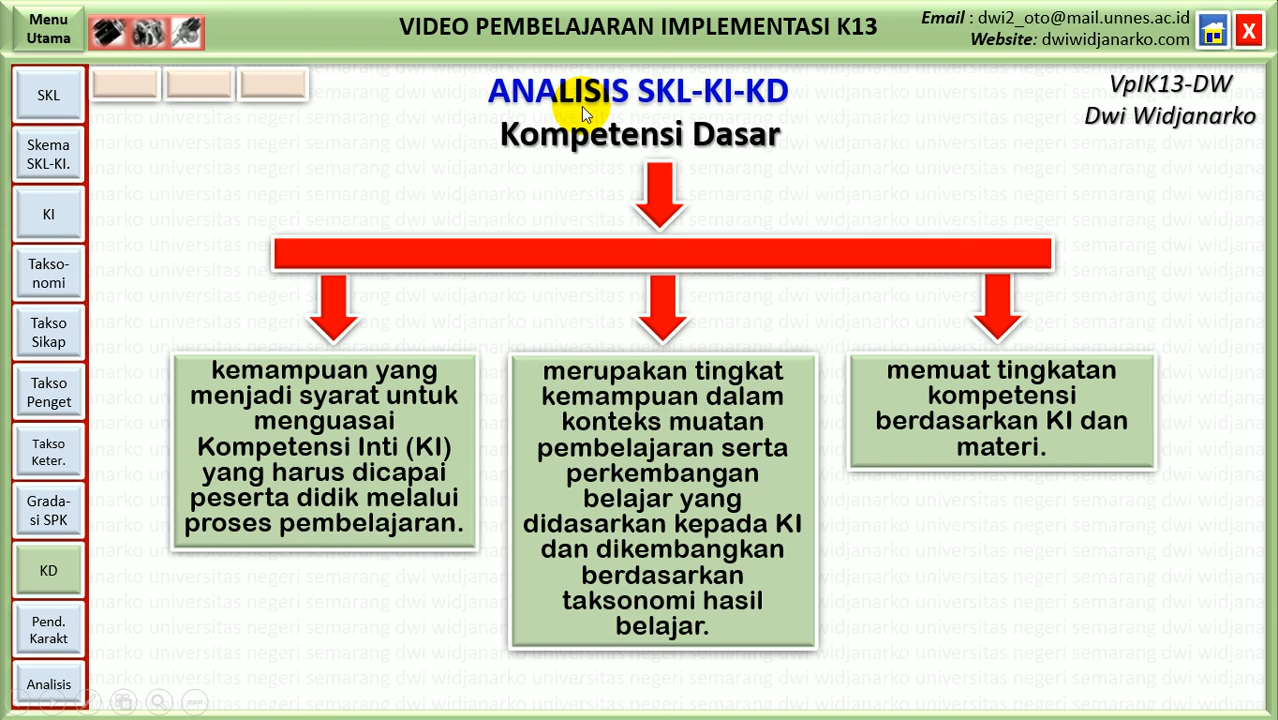 Menu
Utama
VIDEO PEMBELAJARAN IMPLEMENTASI K13
Email : dwi2_oto@mail.unnes.ac.id
Website: dwiwidjanarko.com
X
SKL
Skema
SKL-KI.
KI
Takso-
nomi
Takso
Sikap
Takso
Penget
Takso
Keter.
Grada-
si SPK
KD
Pend.
Karakt
Analisis
ANALISIS SKL-KI-KD
Kompetensi Dasar
VpIK13-DW
Dwi Widjanarko
kemampuan yang
menjadi syarat untuk
menguasai
Kompetensi Inti (KI)
yang harus dicapai
peserta didik melalui
proses pembelajaran.
merupakan tingkat
kemampuan dalam
konteks muatan
pembelajaran serta
perkembangan
belajar yang
didasarkan kepada KI
dan dikembangkan
berdasarkan
taksonomi hasil
belajar.
memuat tingkatan
kompetensi
berdasarkan KI dan
materi.